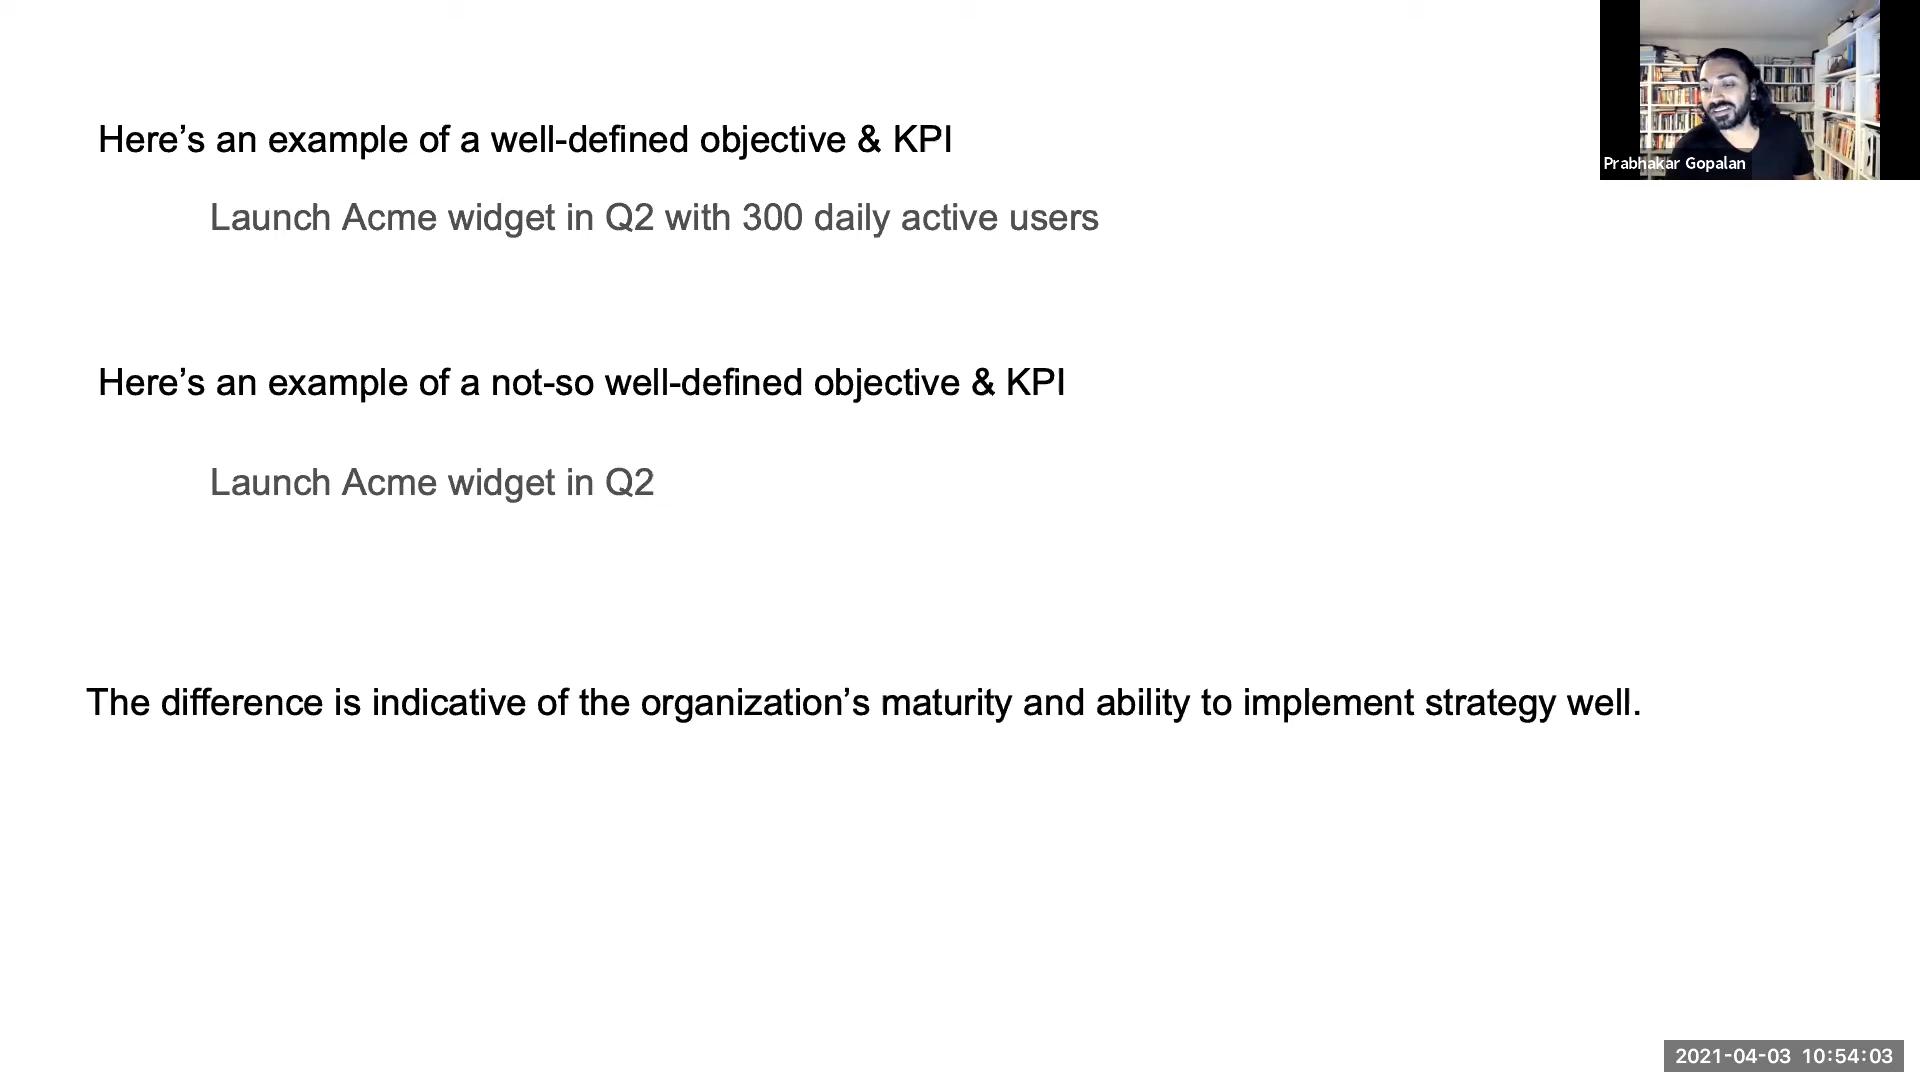 Here’s an example of a well-defined objective & KPI
Launch Acme widget in Q2 with 300 daily active users
Here’s an example of a not-so well-defined objective & KPI
Launch Acme widget in Q2
The difference is indicative of the organization’s maturity and ability to implement strategy well.
Prabhakar Gopalan
2021-04-03 10:54:03